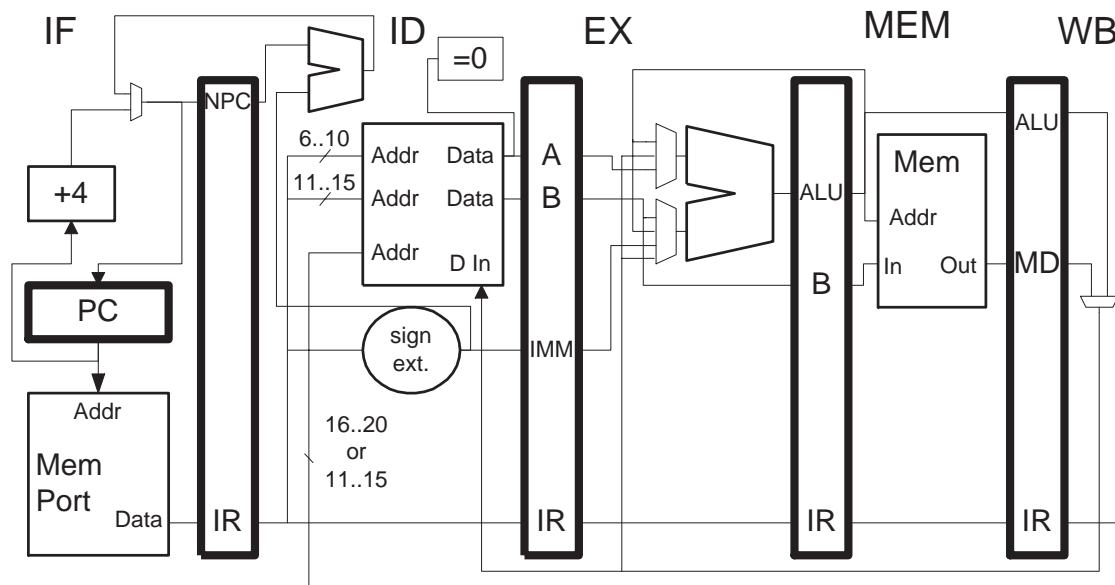 IF
ID
EX
MEM
WB
=0
NPC
+4
PC
Addr
Mem
Port
Data
IR
6..10
11..15
Addr
Data
Addr
Data
Addr
D In
sign
ext.
16..20
or
11..15
A
B
IMM
IR
ALU
B
IR
Mem
Addr
In
Out
ALU
MD
IR